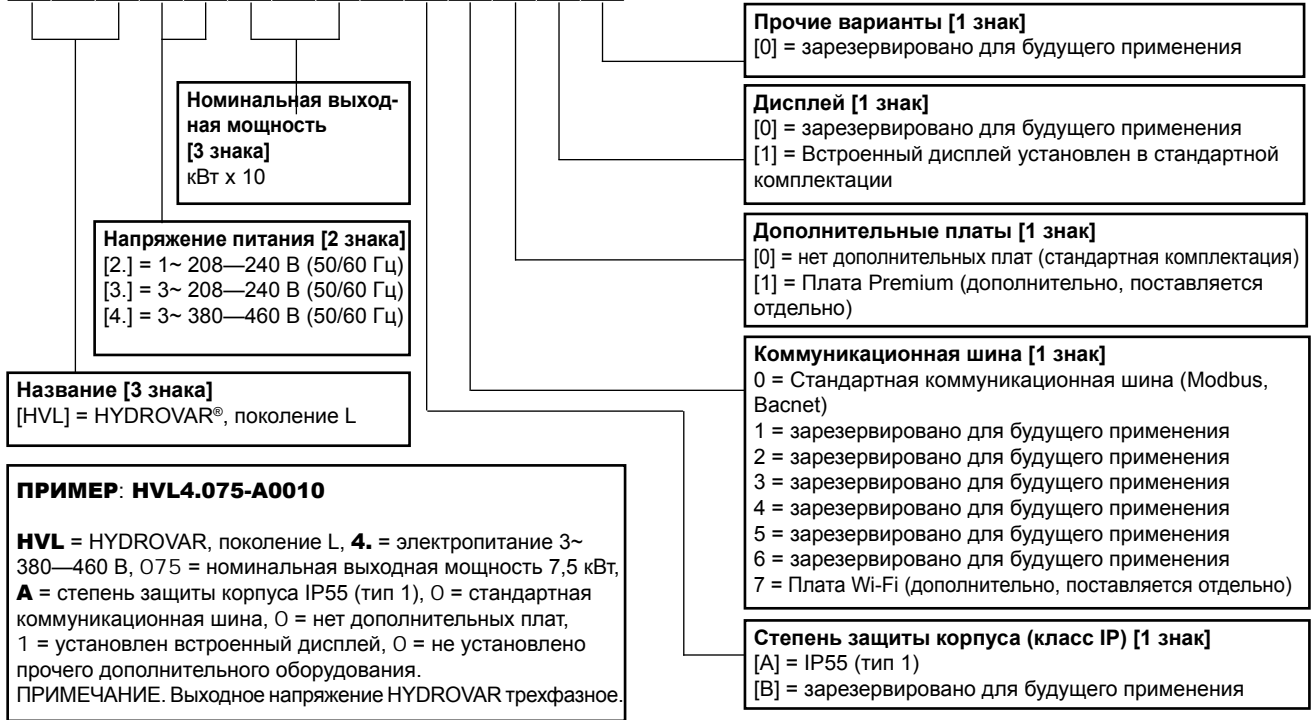 Номинальная выход-
ная мощность
[3 знака]
кВт x 10
Напряжение питания [2 знака]
[2.] = 1~ 208—240 В (50/60 Гц)
[3.] = 3~ 208—240 В (50/60 Гц)
[4.] = 3~ 380—460 В (50/60 Гц)
Название [3 знака]
[HVL] = HYDROVAR®, поколение L
ПРИМЕР: HVL4.075-A0010
HVL = HYDROVAR, поколение L, 4. = электропитание 3~
380—460 В, 075 = номинальная выходная мощность 7,5 кВт,
A = степень защиты корпуса IP55 (тип 1), 0 = стандартная
коммуникационная шина, 0 = нет дополнительных плат,
1 = установлен встроенный дисплей, 0 = не установлено
прочего дополнительного оборудования.
ПРИМЕЧАНИЕ. Выходное напряжение HYDROVAR трехфазное.
Прочие варианты [1 знак]
[0] = зарезервировано для будущего применения
Дисплей [1 знак]
[0] = зарезервировано для будущего применения
[1] = Встроенный дисплей установлен в стандартной
комплектации
Дополнительные платы [1 знак]
[0] = нет дополнительных плат (стандартная комплектация)
[1] = Плата Premium (дополнительно, поставляется
отдельно)
Коммуникационная шина [1 знак]
0 = Стандартная коммуникационная шина (Modbus,
Bacnet)
1 = зарезервировано для будущего применения
2 = зарезервировано для будущего применения
3 = зарезервировано для будущего применения
4 = зарезервировано для будущего применения
5 = зарезервировано для будущего применения
6 = зарезервировано для будущего применения
7 = Плата Wi-Fi (дополнительно, поставляется отдельно)
Степень защиты корпуса (класс IP) [1 знак]
[A] = IP55 (тип 1)
[B] = зарезервировано для будущего применения